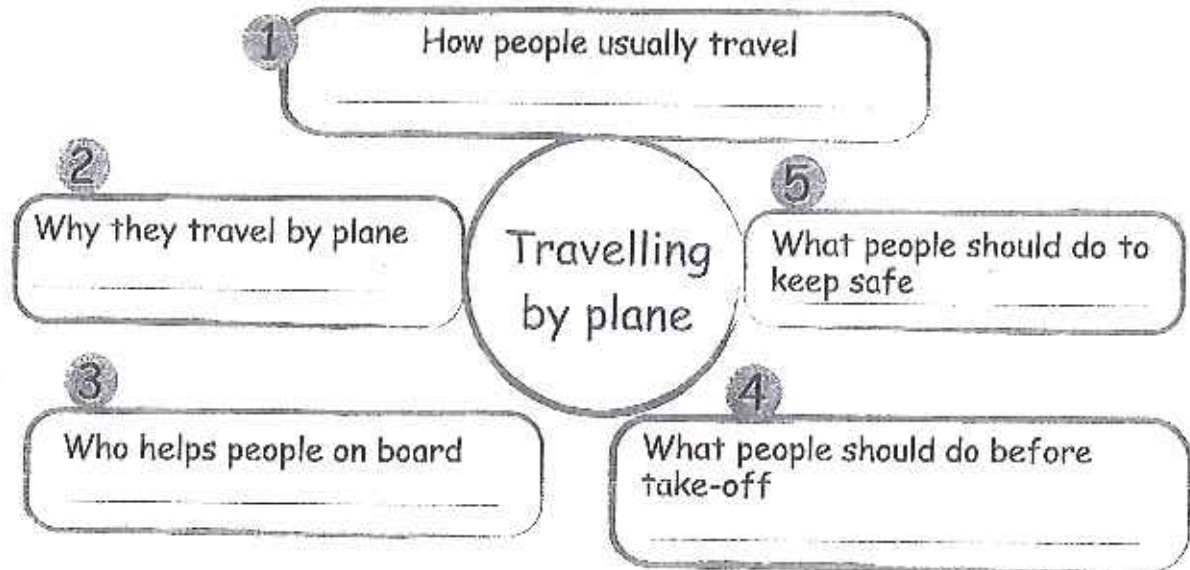 1
How people usually travel
2
Why they travel by plane
3
Who helps people on board
4
What people should do before
take-off
5
What people should do to
keep safe
Travelling
by plane